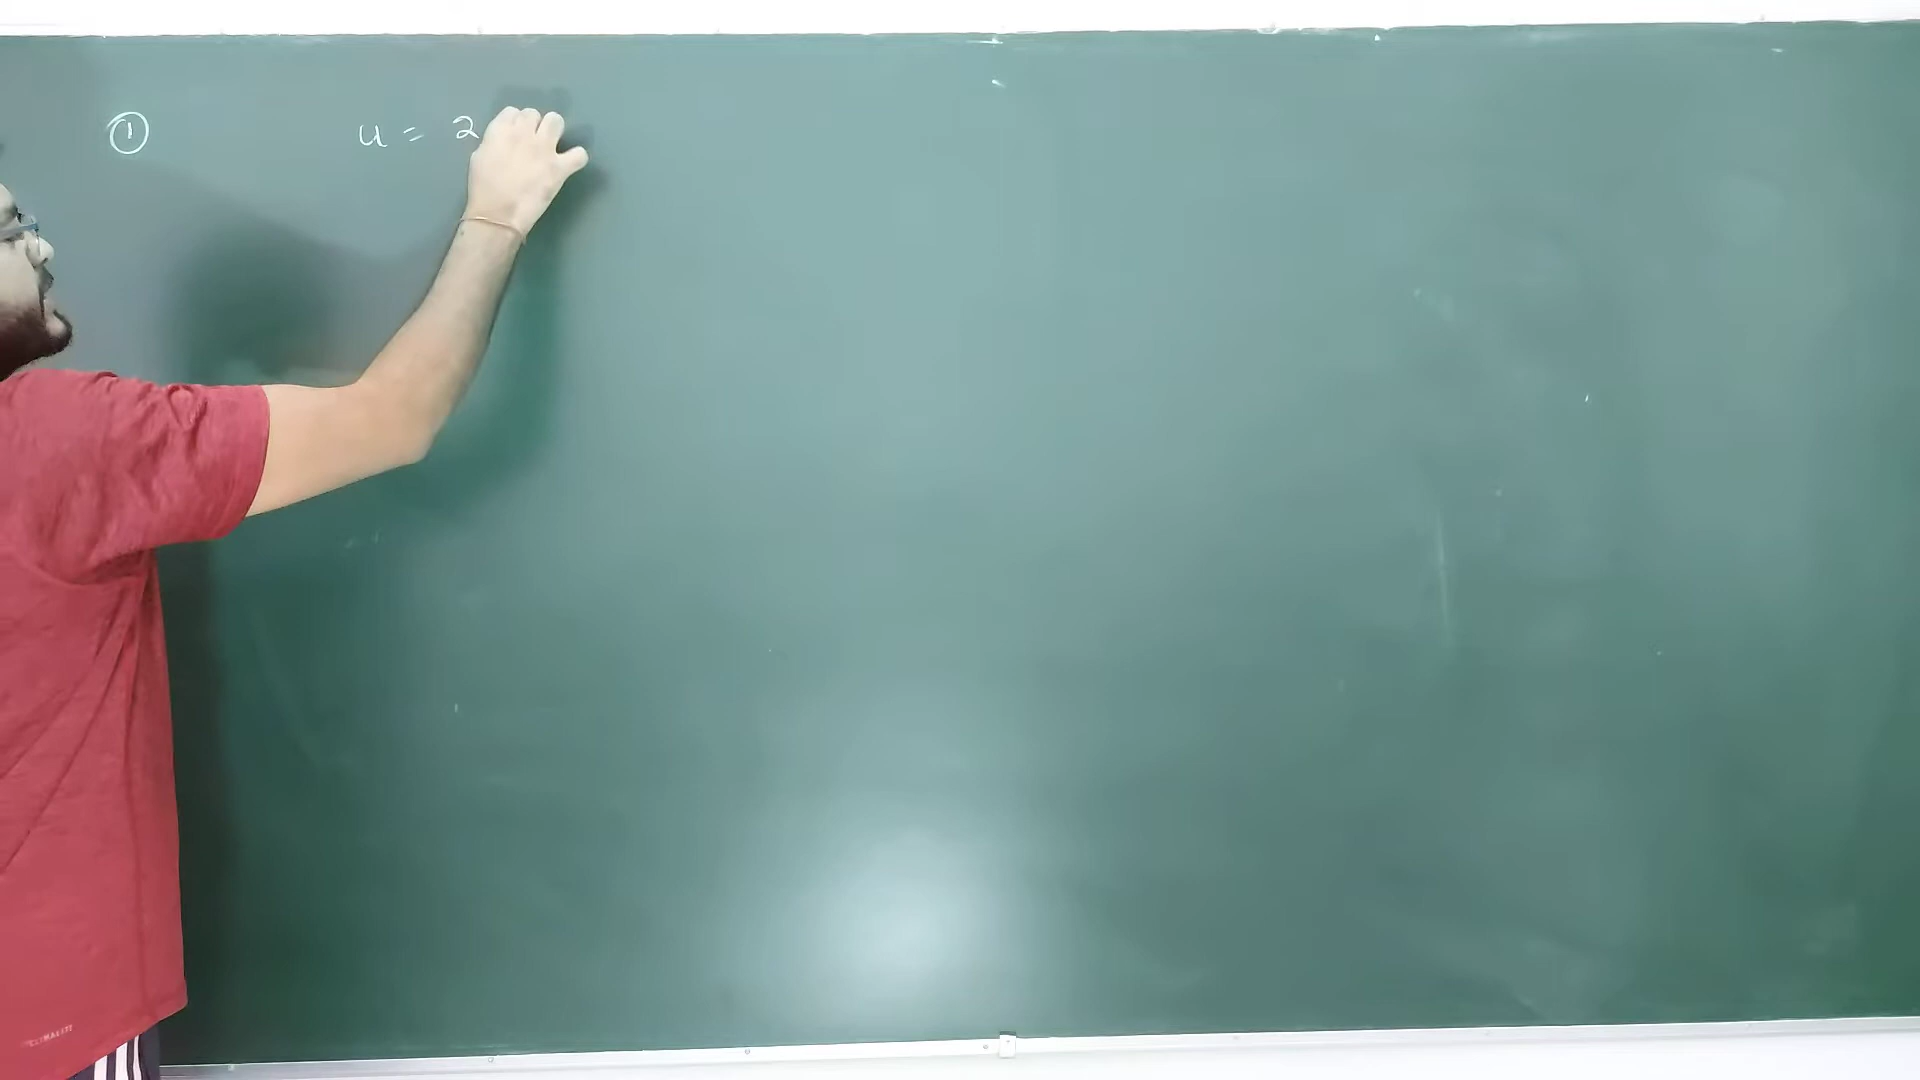 ① u = 2